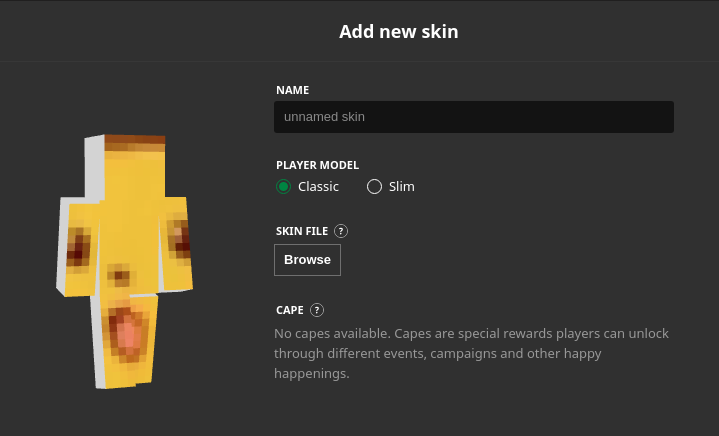 Add new skin
NAME
unnamed skin
PLAYER MODEL
Classic
Slim
SKIN FILE ?
Browse
CAPE ?
No capes available. Capes are special rewards players can unlock
through different events, campaigns and other happy
happenings.